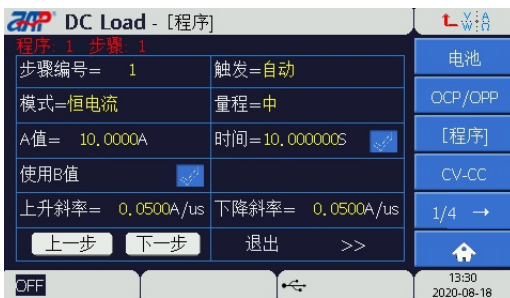 ZAP DC Load - [程序]
程序: 1 步骤: 1
步骤编号= 1 触发=自动
模式=恒电流 量程=中
A值= 10.0000A 时间=10.000000S
使用B值
上升斜率= 0.0500A/us 下降斜率= 0.0500A/us
上一步 下一步 退出 >>
OFF
电池
OCP/OPP
[程序]
CV-CC
1/4 →
13:30
2020-08-18